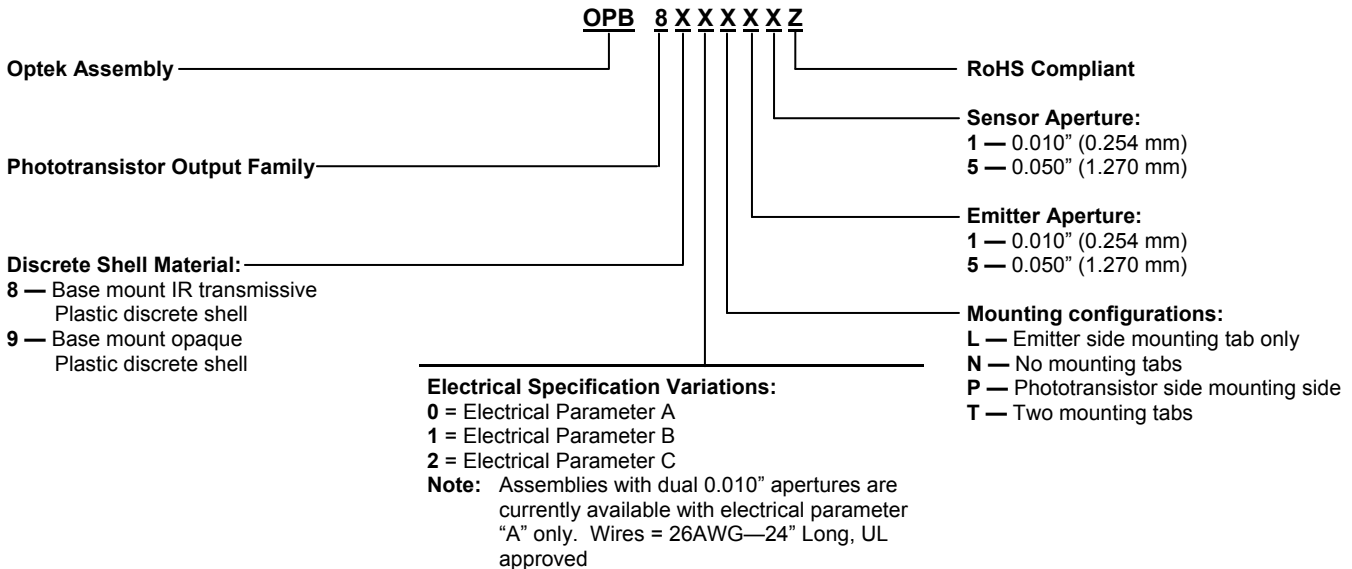 OPB 8 X X X X X Z
Optek Assembly
RoHS Compliant
Sensor Aperture:
1 — 0.010” (0.254 mm)
5 — 0.050” (1.270 mm)
Phototransistor Output Family
Emitter Aperture:
1 — 0.010” (0.254 mm)
5 — 0.050” (1.270 mm)
Discrete Shell Material:
8 — Base mount IR transmissive
Plastic discrete shell
9 — Base mount opaque
Plastic discrete shell
Mounting configurations:
L — Emitter side mounting tab only
N — No mounting tabs
P — Phototransistor side mounting side
T — Two mounting tabs
Electrical Specification Variations:
0 = Electrical Parameter A
1 = Electrical Parameter B
2 = Electrical Parameter C
Note: Assemblies with dual 0.010” apertures are
currently available with electrical parameter
“A” only. Wires = 26AWG—24” Long, UL
approved